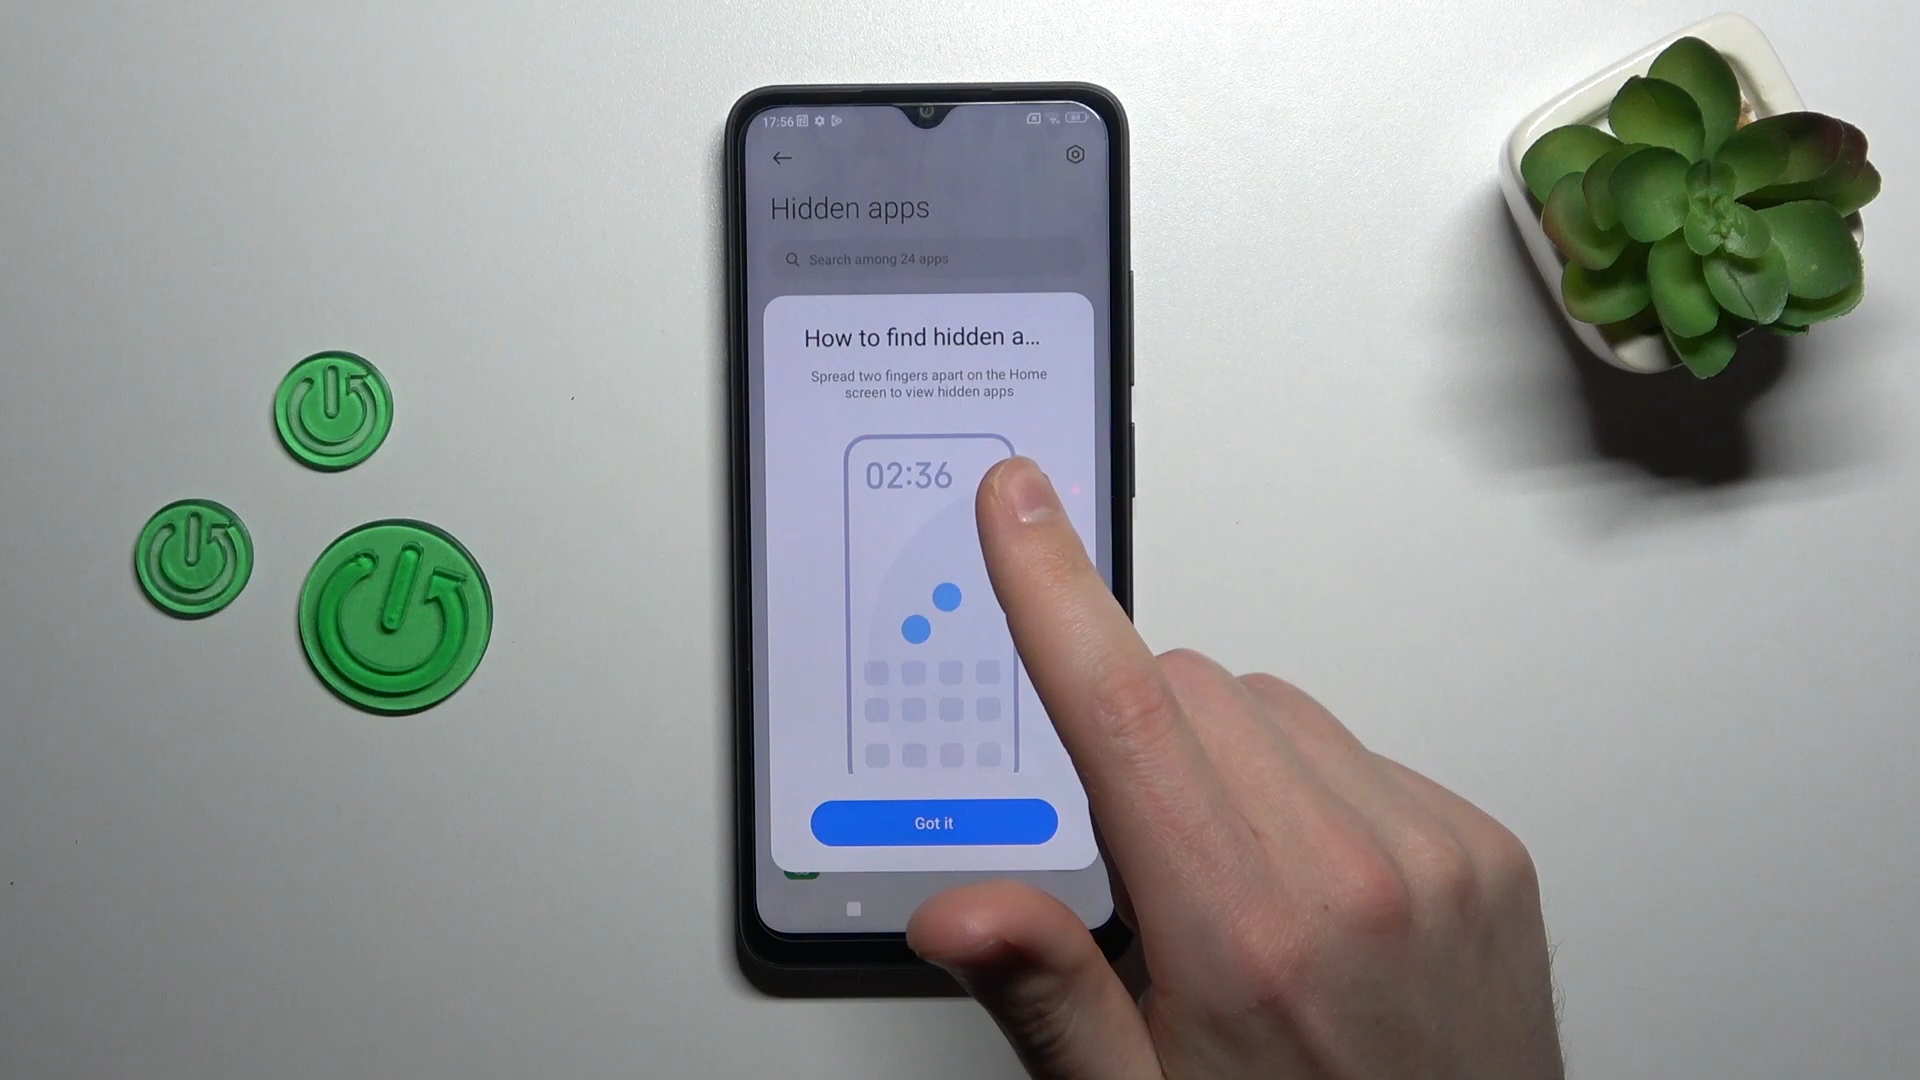 17:56
84
Hidden apps
Search among 24 apps
How to find hidden a...
Spread two fingers apart on the Home
screen to view hidden apps
02:36
Got it